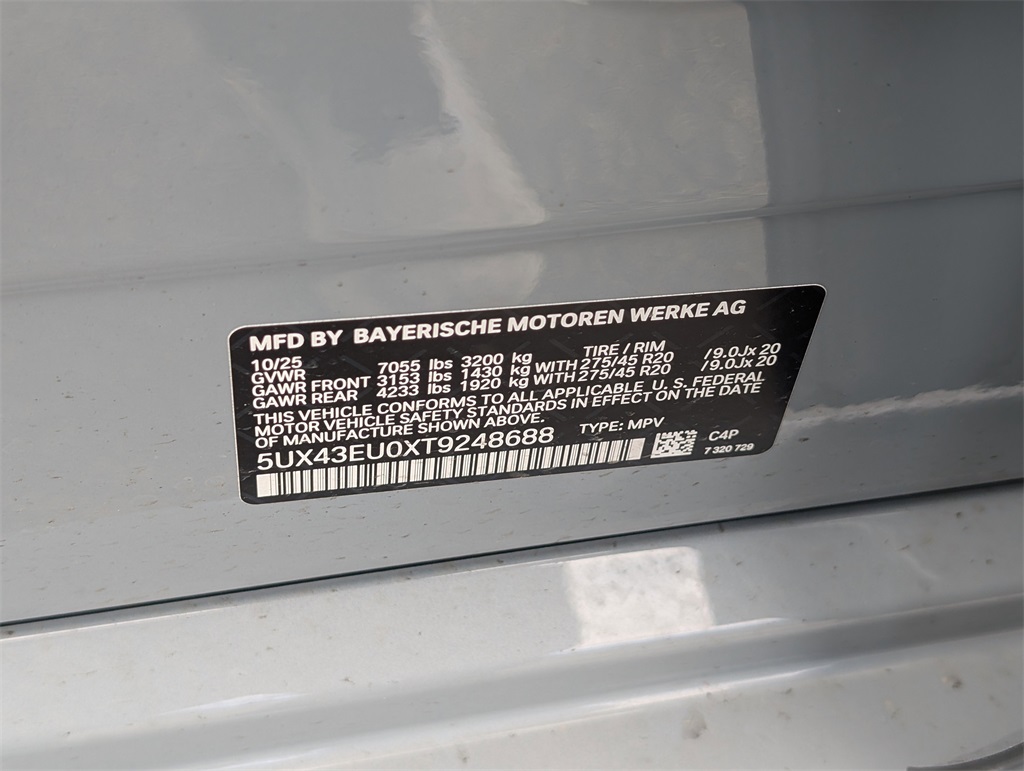 MFD BY BAYERISCHE MOTOREN WERKE AG
10/25 TIRE / RIM
GVWR 7055 lbs 3200 kg
GAWR FRONT 3153 lbs 1430 kg WITH 275/45 R20 / 9.0Jx 20
GAWR REAR 4233 lbs 1920 kg WITH 275/45 R20 / 9.0Jx 20
THIS VEHICLE CONFORMS TO ALL APPLICABLE U. S. FEDERAL
MOTOR VEHICLE SAFETY STANDARDS IN EFFECT ON THE DATE
OF MANUFACTURE SHOWN ABOVE.
TYPE: MPV
5UX43EU0XT9248688
C4P
7 320 729